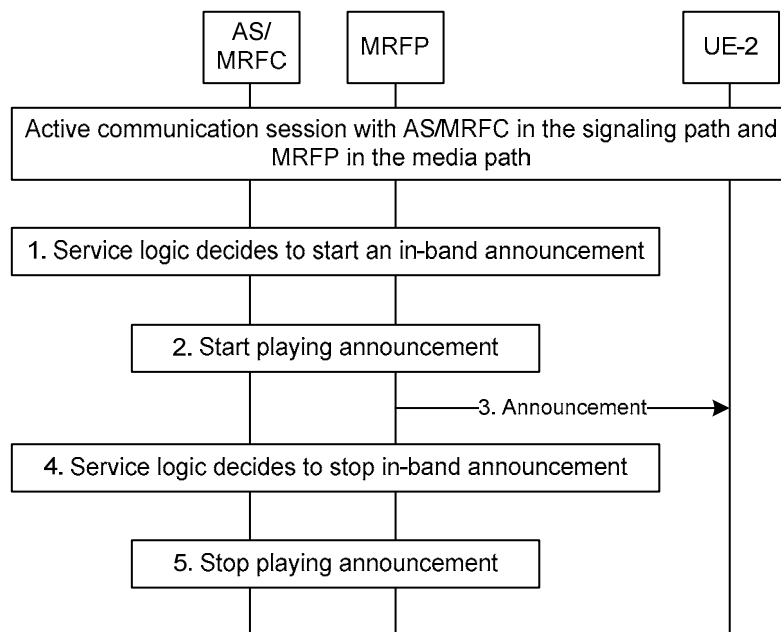 AS/
MRFC
MRFP
UE-2
Active communication session with AS/MRFC in the signaling path and
MRFP in the media path
1. Service logic decides to start an in-band announcement
2. Start playing announcement
3. Announcement
4. Service logic decides to stop in-band announcement
5. Stop playing announcement